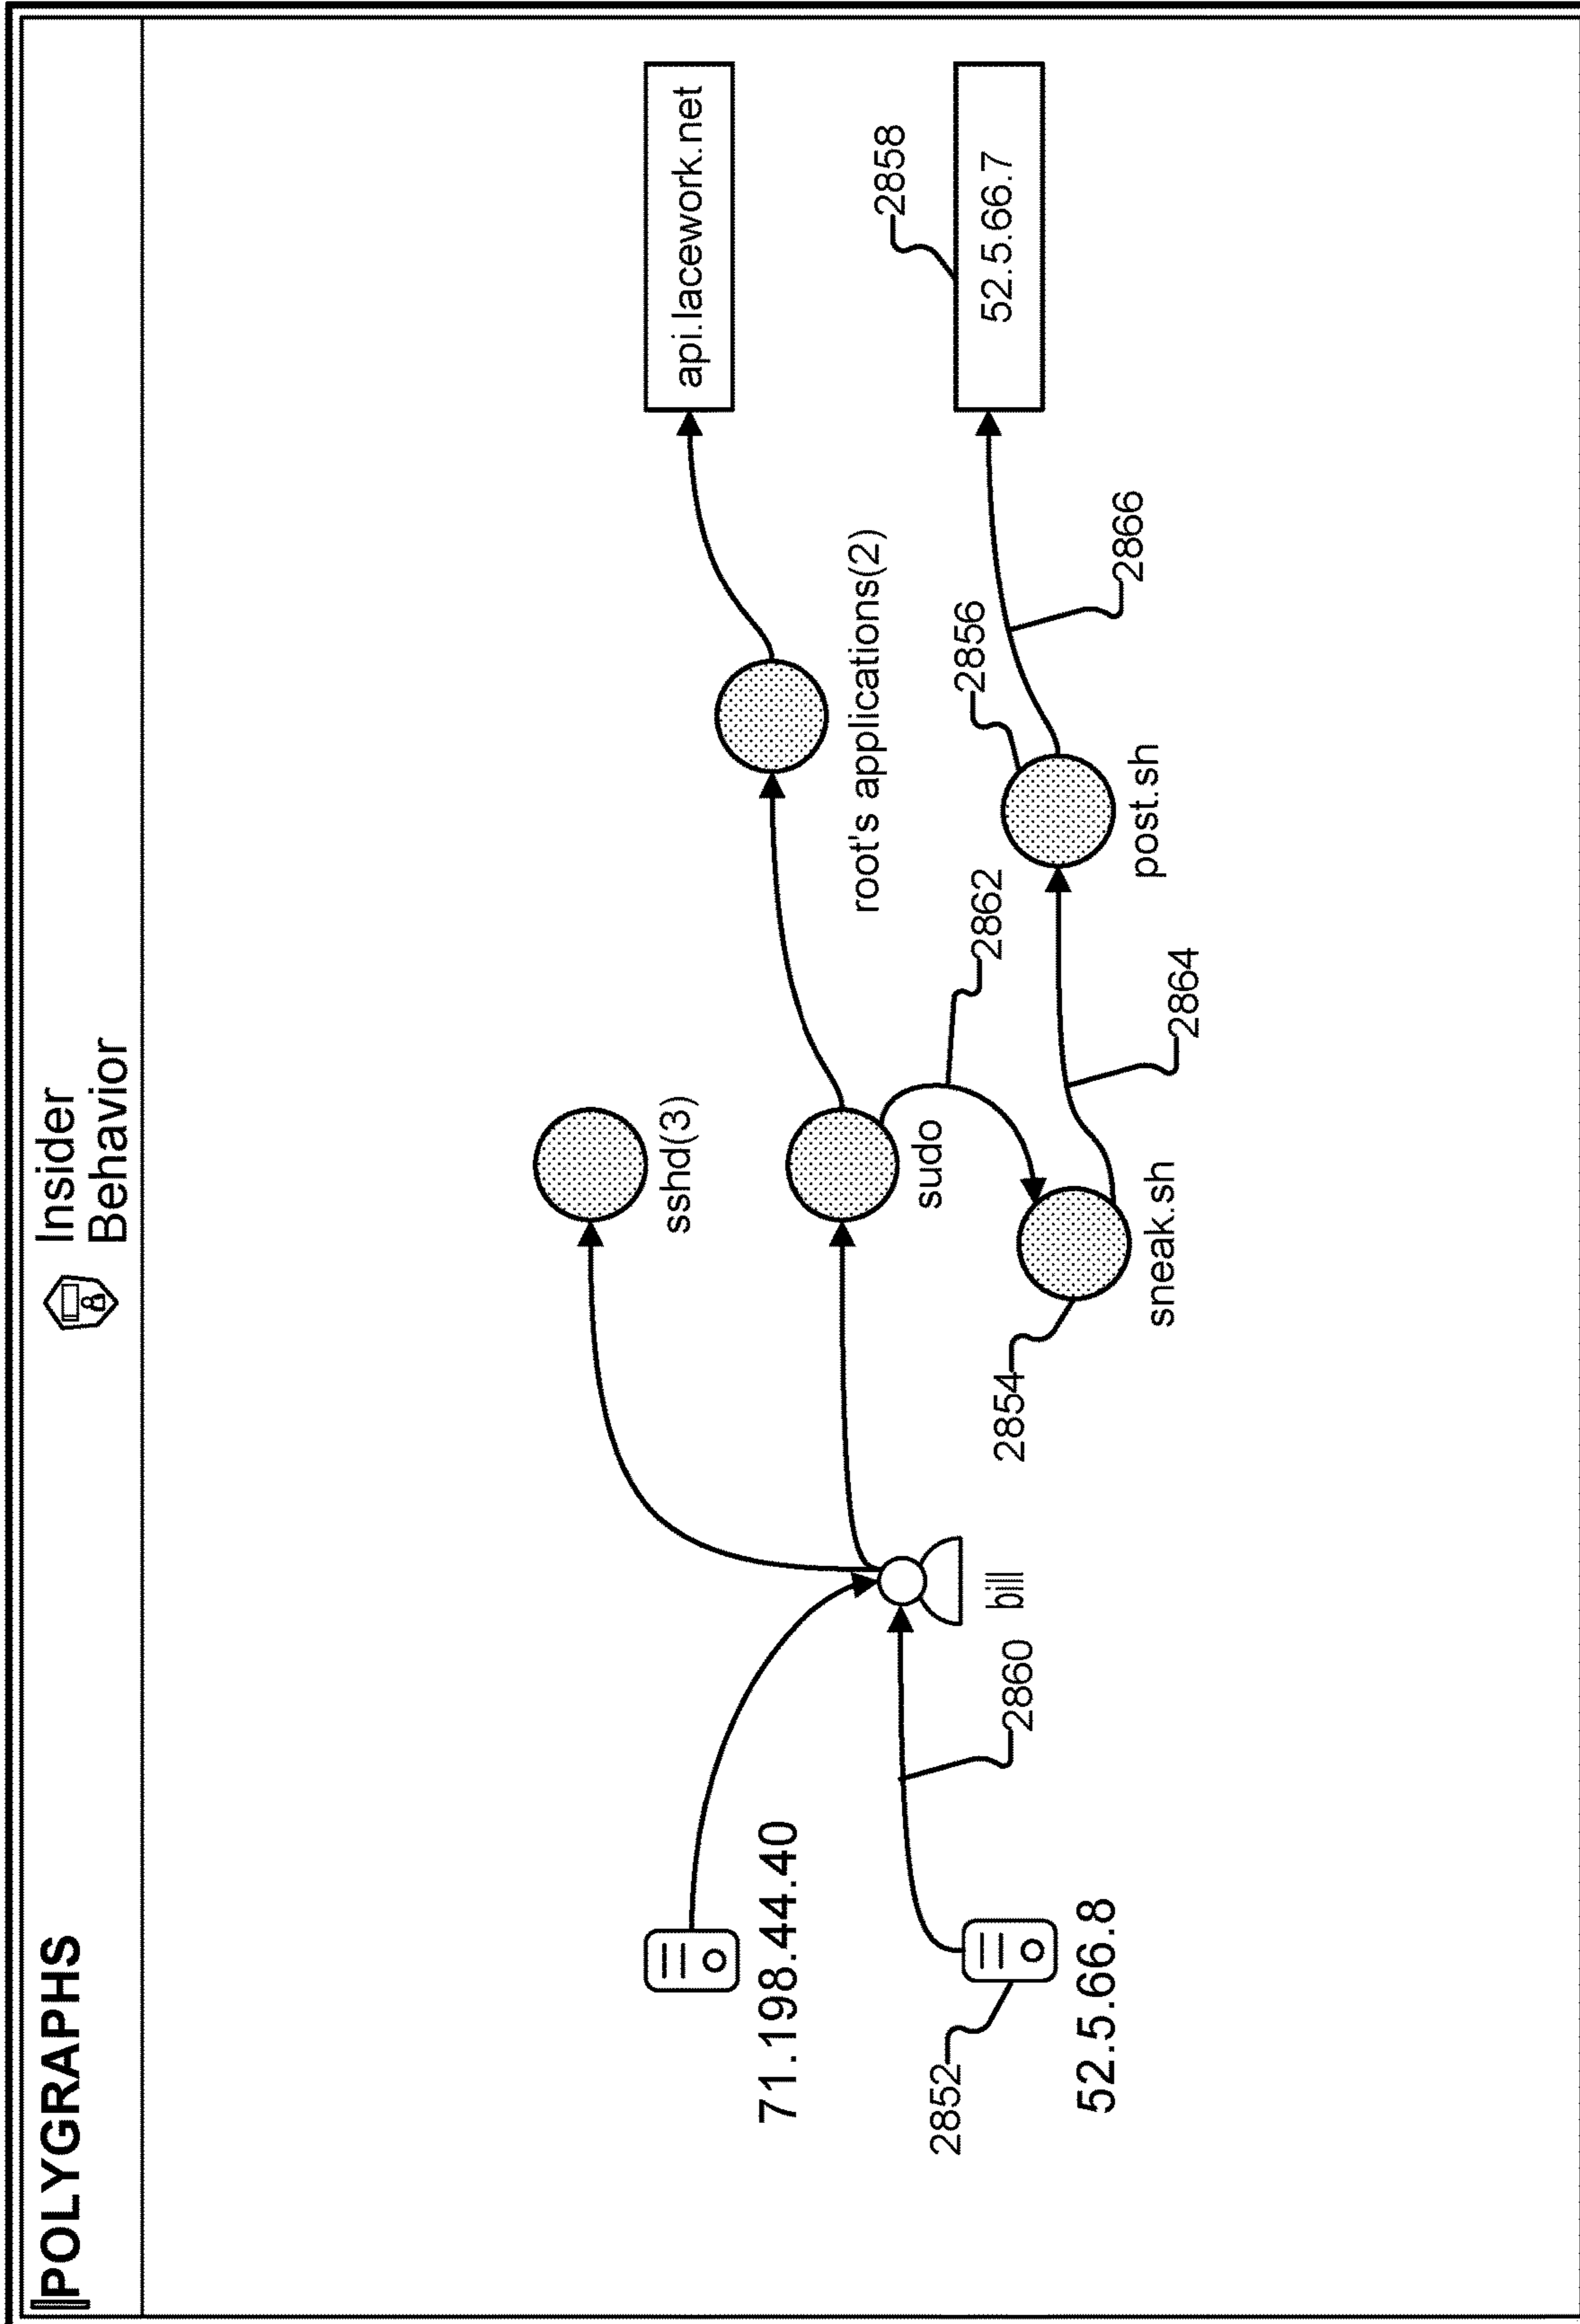 POLYGRAPHS
Insider
Behavior
sshd(3)
api.lacework.net
71.198.44.40
root's applications(2)
2858
sudo
2852
bill
2862
2856
52.5.66.7
2860
2854
52.5.66.8
sneak.sh
post.sh
2864
2866